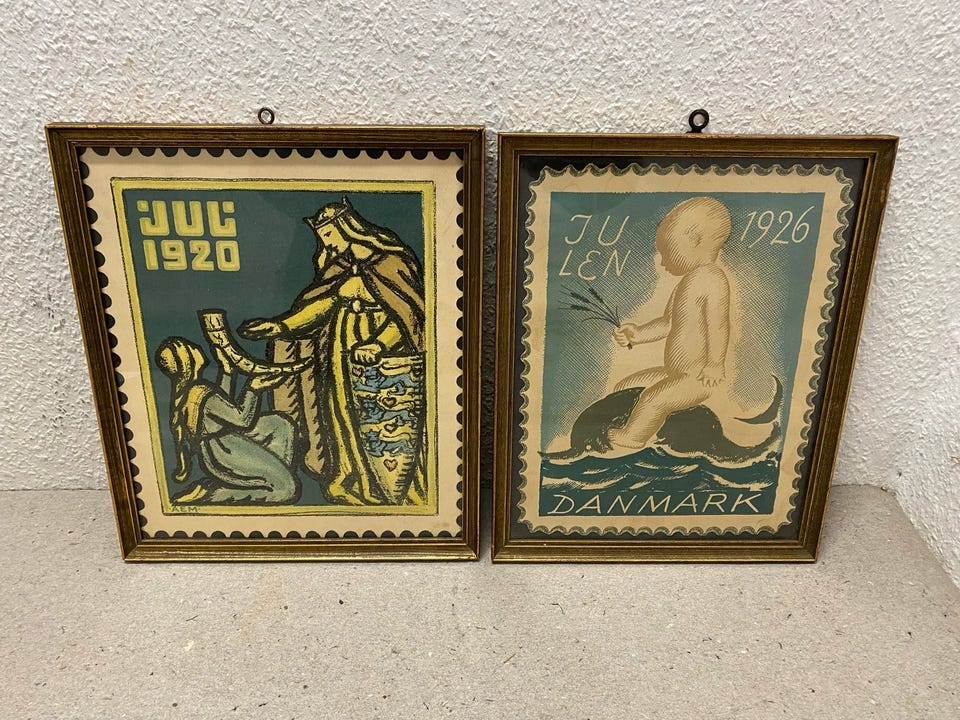 JUL
1920
AEM.
JU
LEN
1926
DANMARK